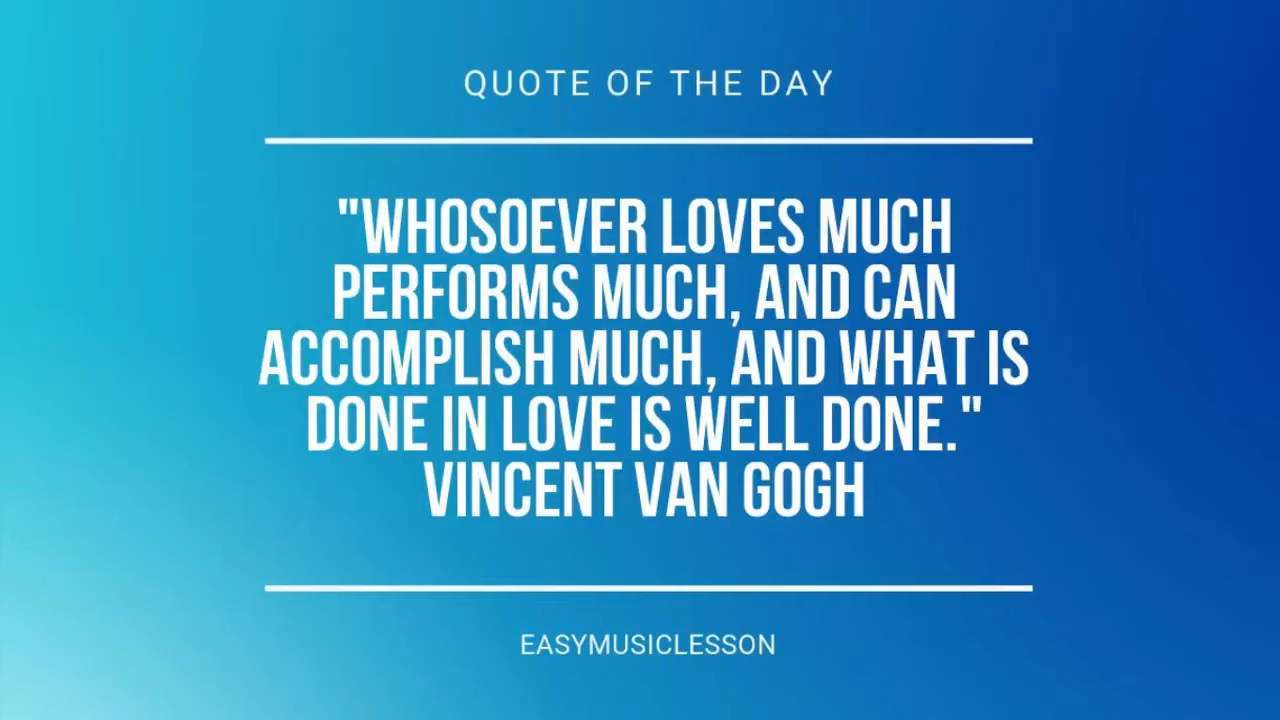 QUOTE OF THE DAY
"WHOSOEVER LOVES MUCH
PERFORMS MUCH, AND CAN
ACCOMPLISH MUCH, AND WHAT IS
DONE IN LOVE IS WELL DONE."
VINCENT VAN GOGH
EASYMUSICLESSON